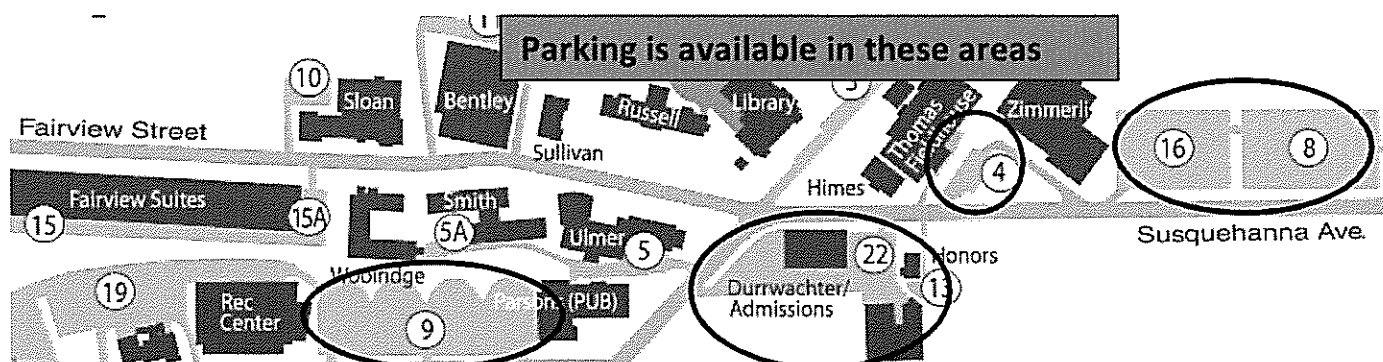 Parking is available in these areas
10
Sloan
Bentley
Russell
Library
Thomas
Zimmerli
16
8
Fairview Street
Sullivan
Himes
4
Fairview Suites
15A
Smith
5A
Ulmer
5
15
Susquehanna Ave.
Woolridge
22
Honors
19
Rec
Center
9
(PUB)
Durrwachter/
Admissions
13